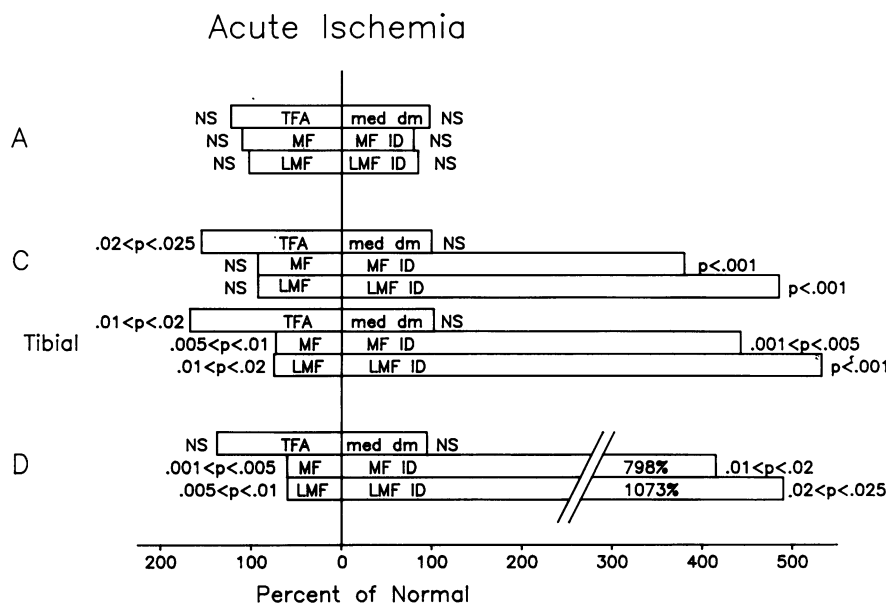 Acute Ischemia
A
NS TFA med dm NS
NS MF MF ID NS
NS LMF LMF ID NS
C
.02<p<.025 TFA med dm NS
NS MF MF ID p<.001
NS LMF LMF ID p<.001
Tibial
.01<p<.02 TFA med dm NS
.005<p<.01 MF MF ID .001<p<.005
.01<p<.02 LMF LMF ID p<.001
D
NS TFA med dm NS
.001<p<.005 MF MF ID 798% .01<p<.02
.005<p<.01 LMF LMF ID 1073% .02<p<.025
200 100 0 100 200 300 400 500
Percent of Normal